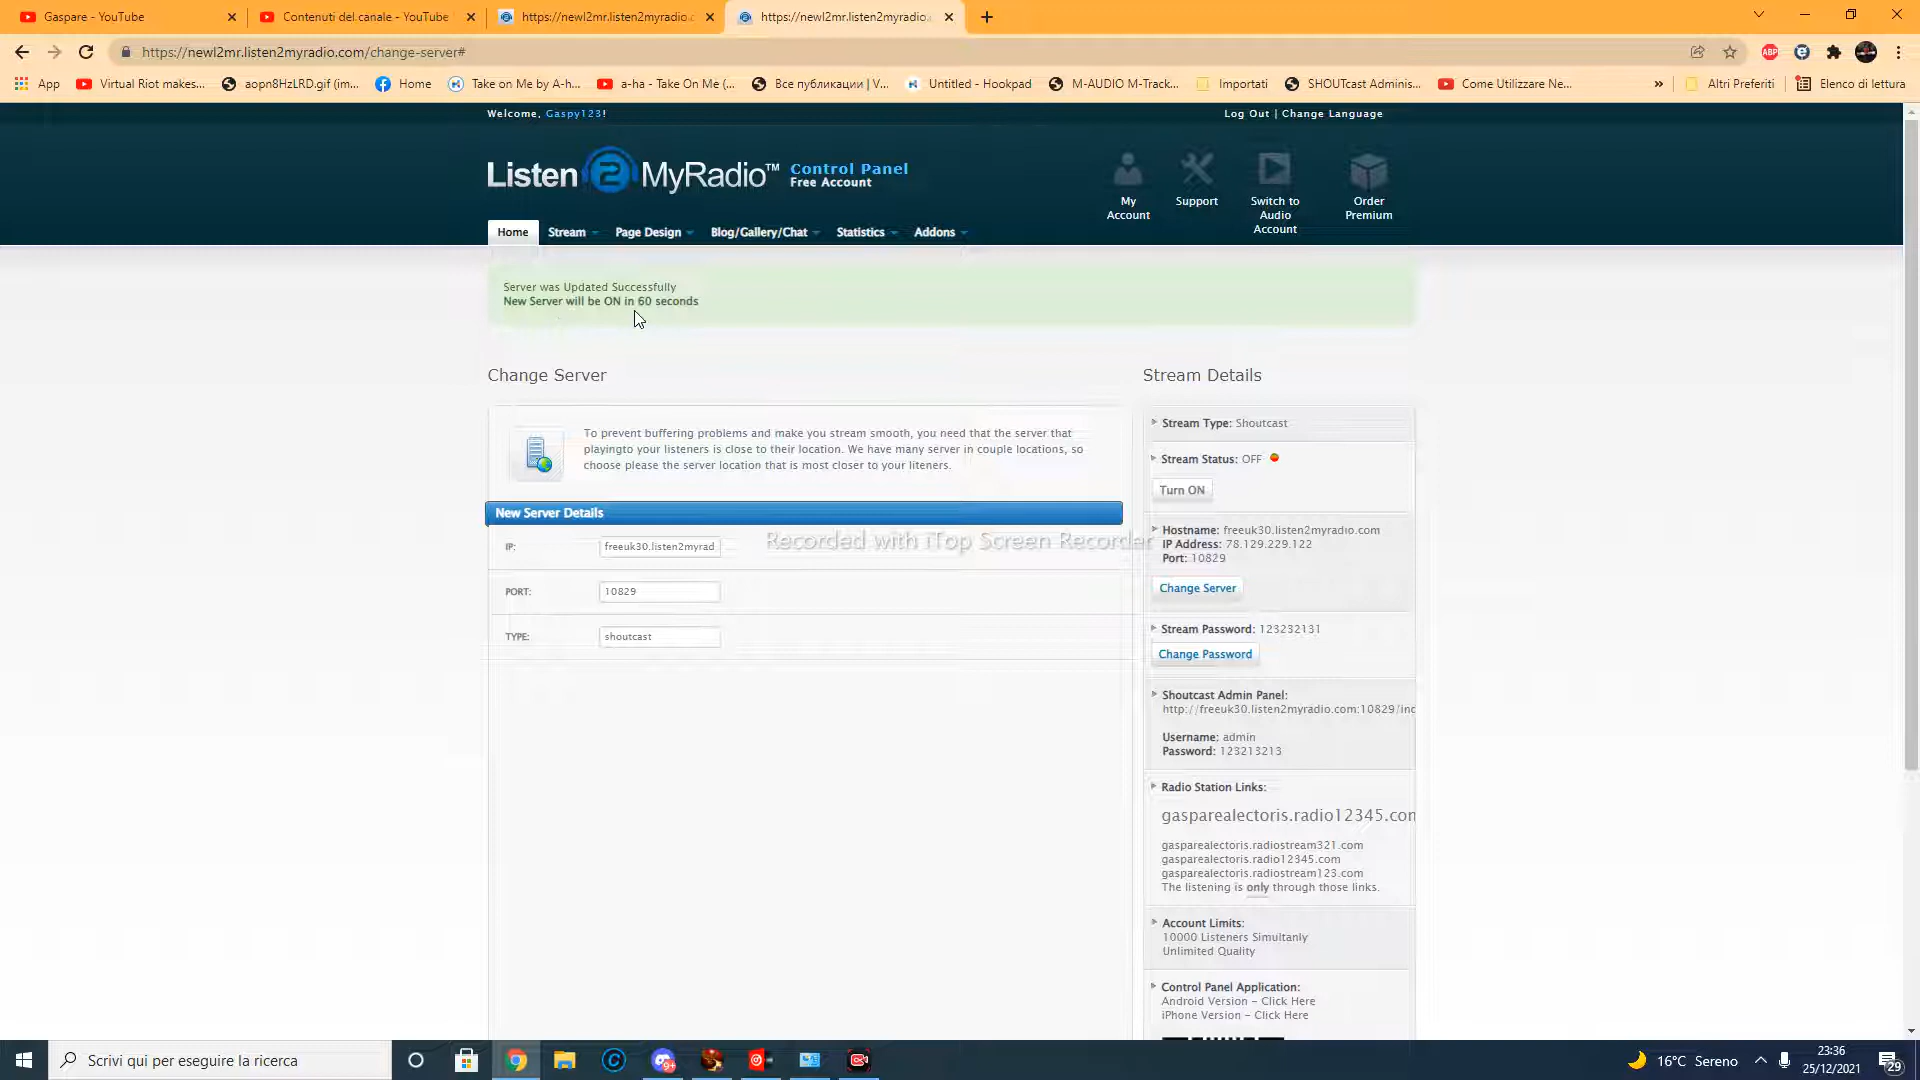 Gaspare - YouTube
Contenuti del canale - YouTube
https://newl2mr.listen2myradio.c
https://newl2mr.listen2myradio.
https://newl2mr.listen2myradio.com/change-server#
App
Virtual Riot makes...
aopn8HzLRD.gif (im...
Home
Take on Me by A-h...
a-ha - Take On Me (...
Все публикации | V...
Untitled - Hookpad
M-AUDIO M-Track...
Importati
SHOUTcast Adminis...
Come Utilizzare Ne...
»
Altri Preferiti
Elenco di lettura
Welcome, Gaspy123!
Log Out | Change Language
Listen 2 MyRadio™
Control Panel
Free Account
My Account
Support
Switch to Audio Account
Order Premium
Home
Stream
Page Design
Blog/Gallery/Chat
Statistics
Addons
Server was Updated Successfully
New Server will be ON in 60 seconds
Change Server
To prevent buffering problems and make you stream smooth, you need that the server that
playingto your listeners is close to their location. We have many server in couple locations, so
choose please the server location that is most closer to your liteners.
New Server Details
IP: freeuk30.listen2myrad
PORT: 10829
TYPE: shoutcast
Recorded with iTop Screen Recorder
Stream Details
Stream Type: Shoutcast
Stream Status: OFF
Turn ON
Hostname: freeuk30.listen2myradio.com
IP Address: 78.129.229.122
Port: 10829
Change Server
Stream Password: 123232131
Change Password
Shoutcast Admin Panel:
http://freeuk30.listen2myradio.com:10829/ind
Username: admin
Password: 123213213
Radio Station Links:
gasparealectoris.radio12345.com
gasparealectoris.radiostream321.com
gasparealectoris.radio12345.com
gasparealectoris.radiostream123.com
The listening is only through those links.
Account Limits:
10000 Listeners Simultanly
Unlimited Quality
Control Panel Application:
Android Version - Click Here
iPhone Version - Click Here
Scrivi qui per eseguire la ricerca
9+
16°C Sereno
23:36
25/12/2021
29